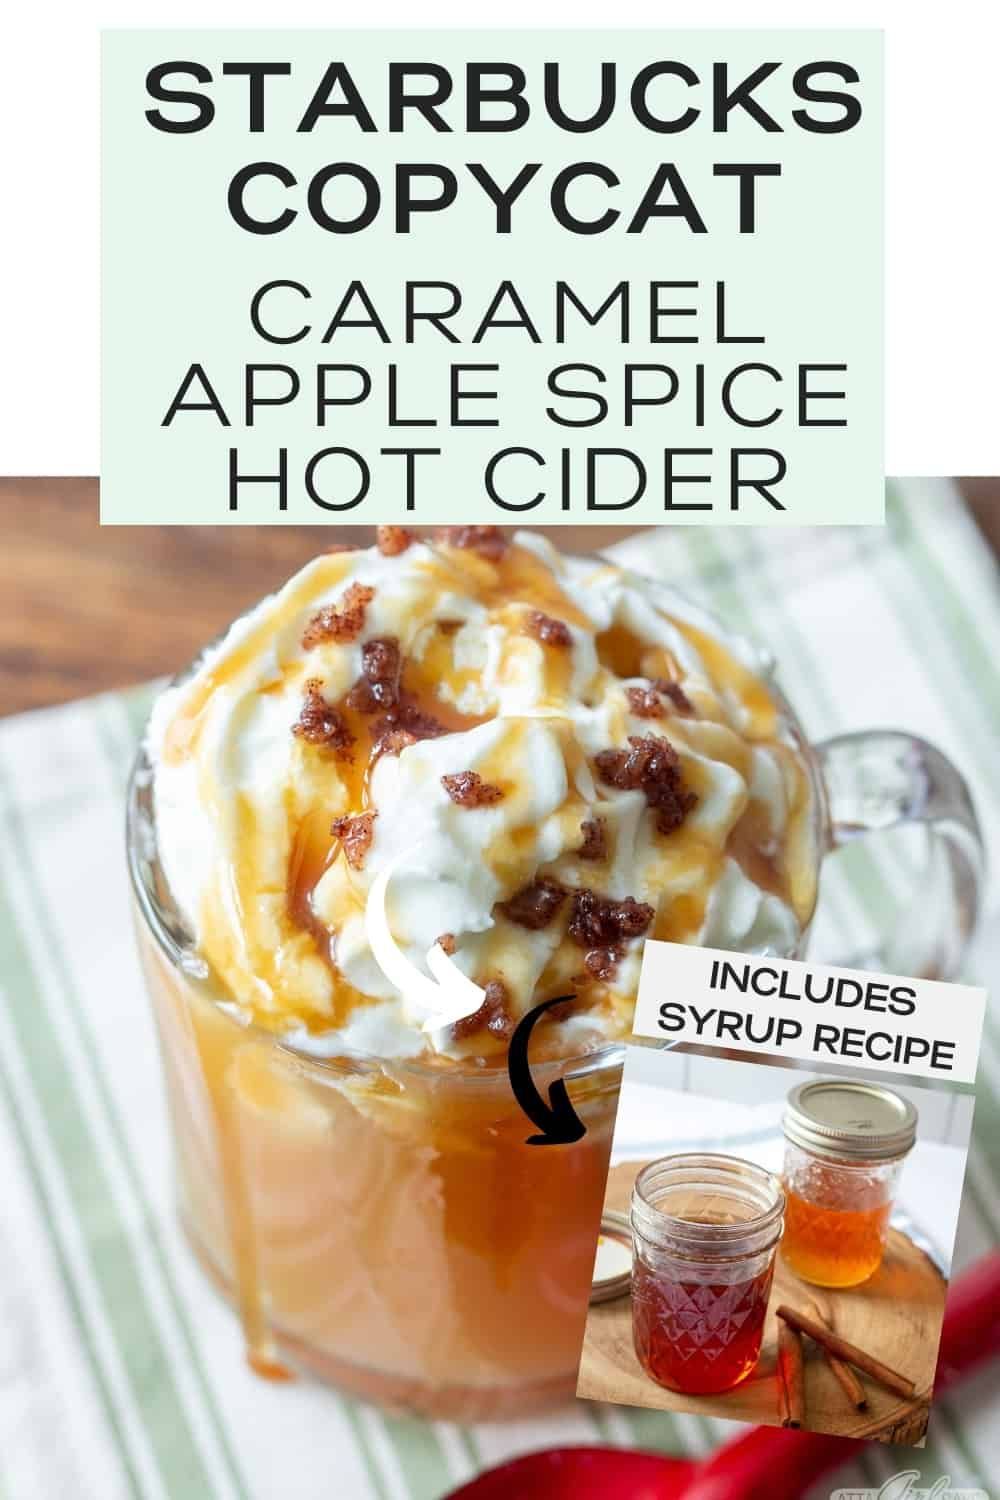 STARBUCKS
COPYCAT
CARAMEL
APPLE SPICE
HOT CIDER
INCLUDES
SYRUP RECIPE